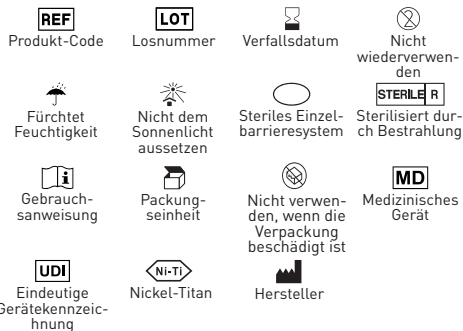 REF
LOT
2
Produkt-Code
Losnummer
Verfallsdatum
Nicht
wiederverwen-
den
STERILE R
Fürchtet
Feuchtigkeit
Nicht dem
Sonnenlicht
aussetzen
Steriles Einzel-
barrieresystem
Sterilisiert dur-
ch Bestrahlung
i
Gebrauch-
sanweisung
Packung-
seinheit
Nicht verwen-
den, wenn die
Verpackung
beschädigt ist
MD
Medizinisches
Gerät
UDI
Eindeutige
Gerätekennzeic-
hnung
Ni-Ti
Nickel-Titan
Hersteller